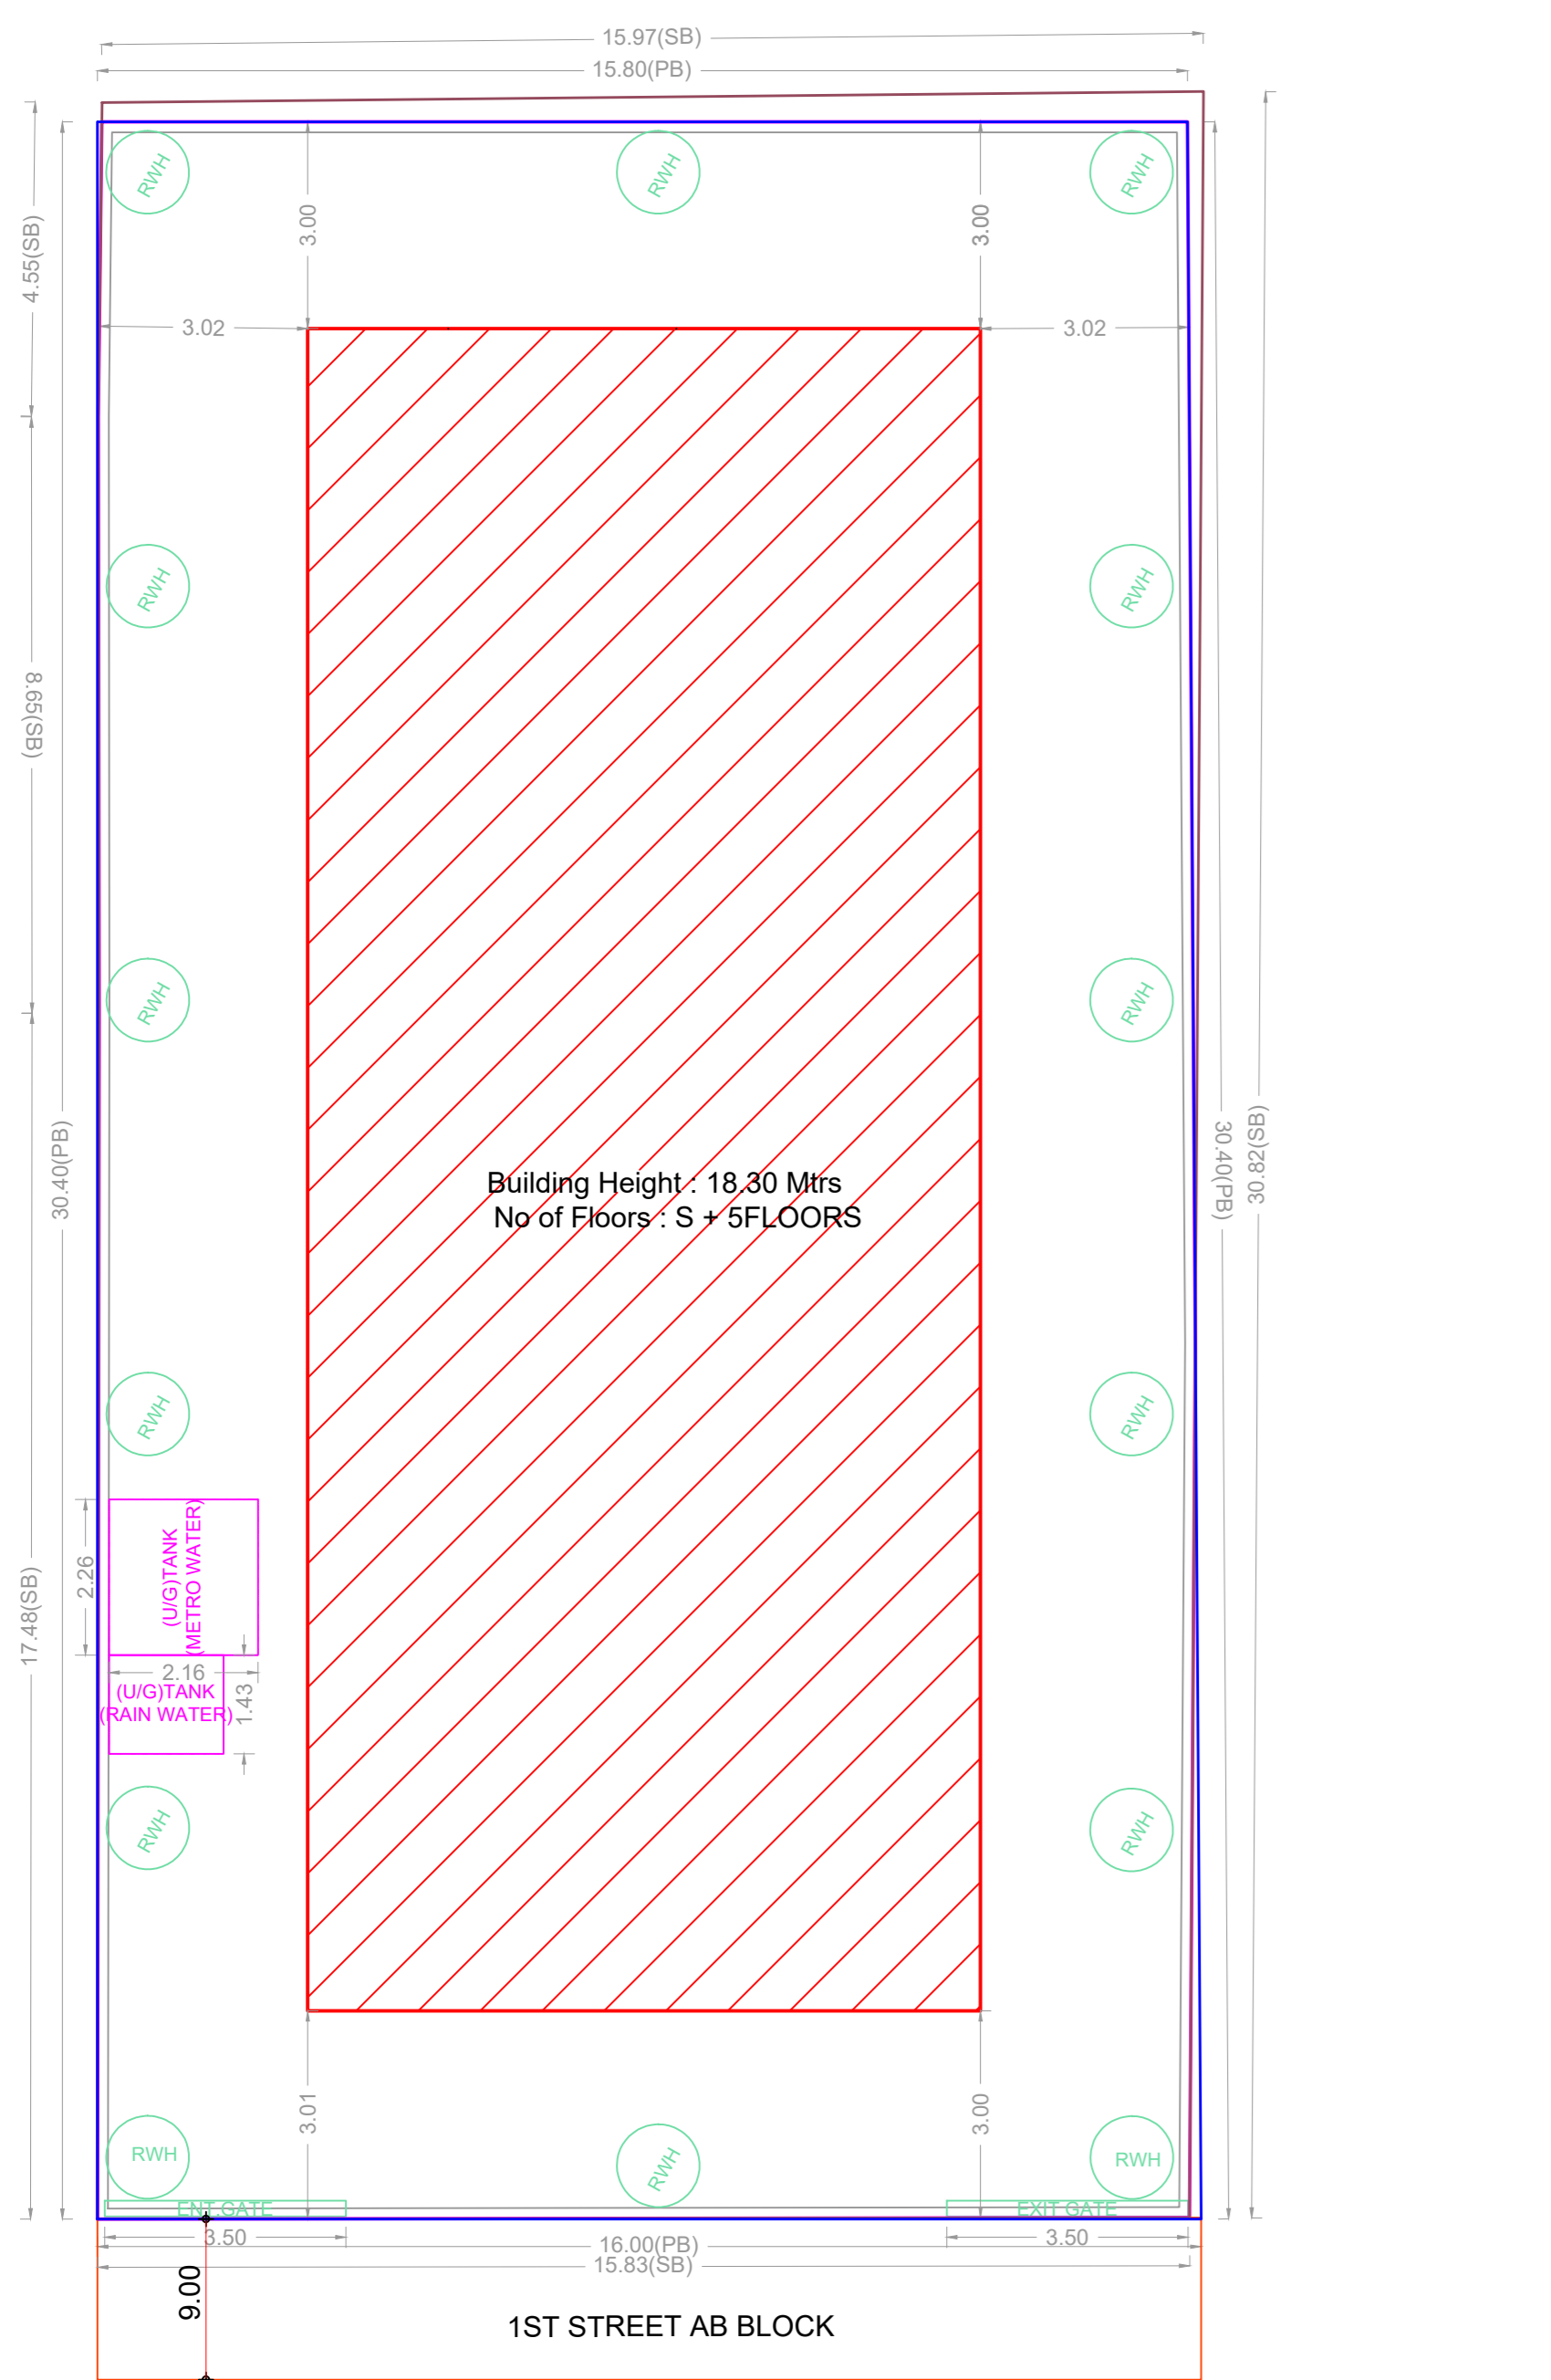 15.97(SB)
15.80(PB)
RWH
RWH
RWH
3.00
3.00
4.55(SB)
3.02
3.02
RWH
RWH
8.65(SB)
RWH
RWH
30.40(PB)
30.40(PB)
30.82(SB)
Building Height : 18.30 Mtrs
No of Floors : S + 5FLOORS
RWH
RWH
2.26
(U/G)TANK
(METRO WATER)
17.48(SB)
2.16
(U/G)TANK
(RAIN WATER)
1.43
RWH
RWH
3.01
3.00
RWH
RWH
RWH
ENT.GATE
EXIT GATE
3.50
3.50
16.00(PB)
15.83(SB)
9.00
1ST STREET AB BLOCK